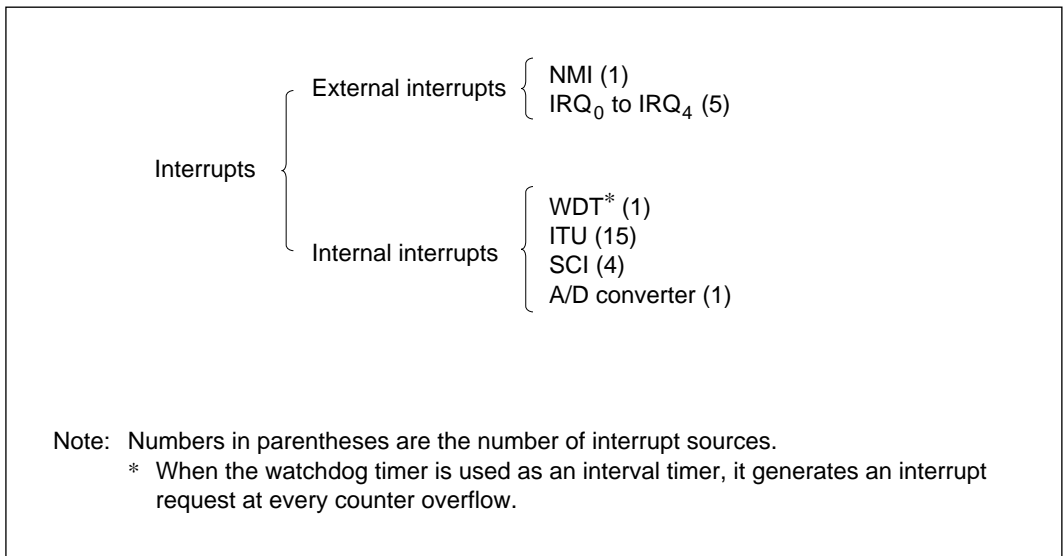 External interrupts
NMI (1)
IRQ0 to IRQ4 (5)
Interrupts
Internal interrupts
WDT* (1)
ITU (15)
SCI (4)
A/D converter (1)
Note: Numbers in parentheses are the number of interrupt sources.
* When the watchdog timer is used as an interval timer, it generates an interrupt
request at every counter overflow.